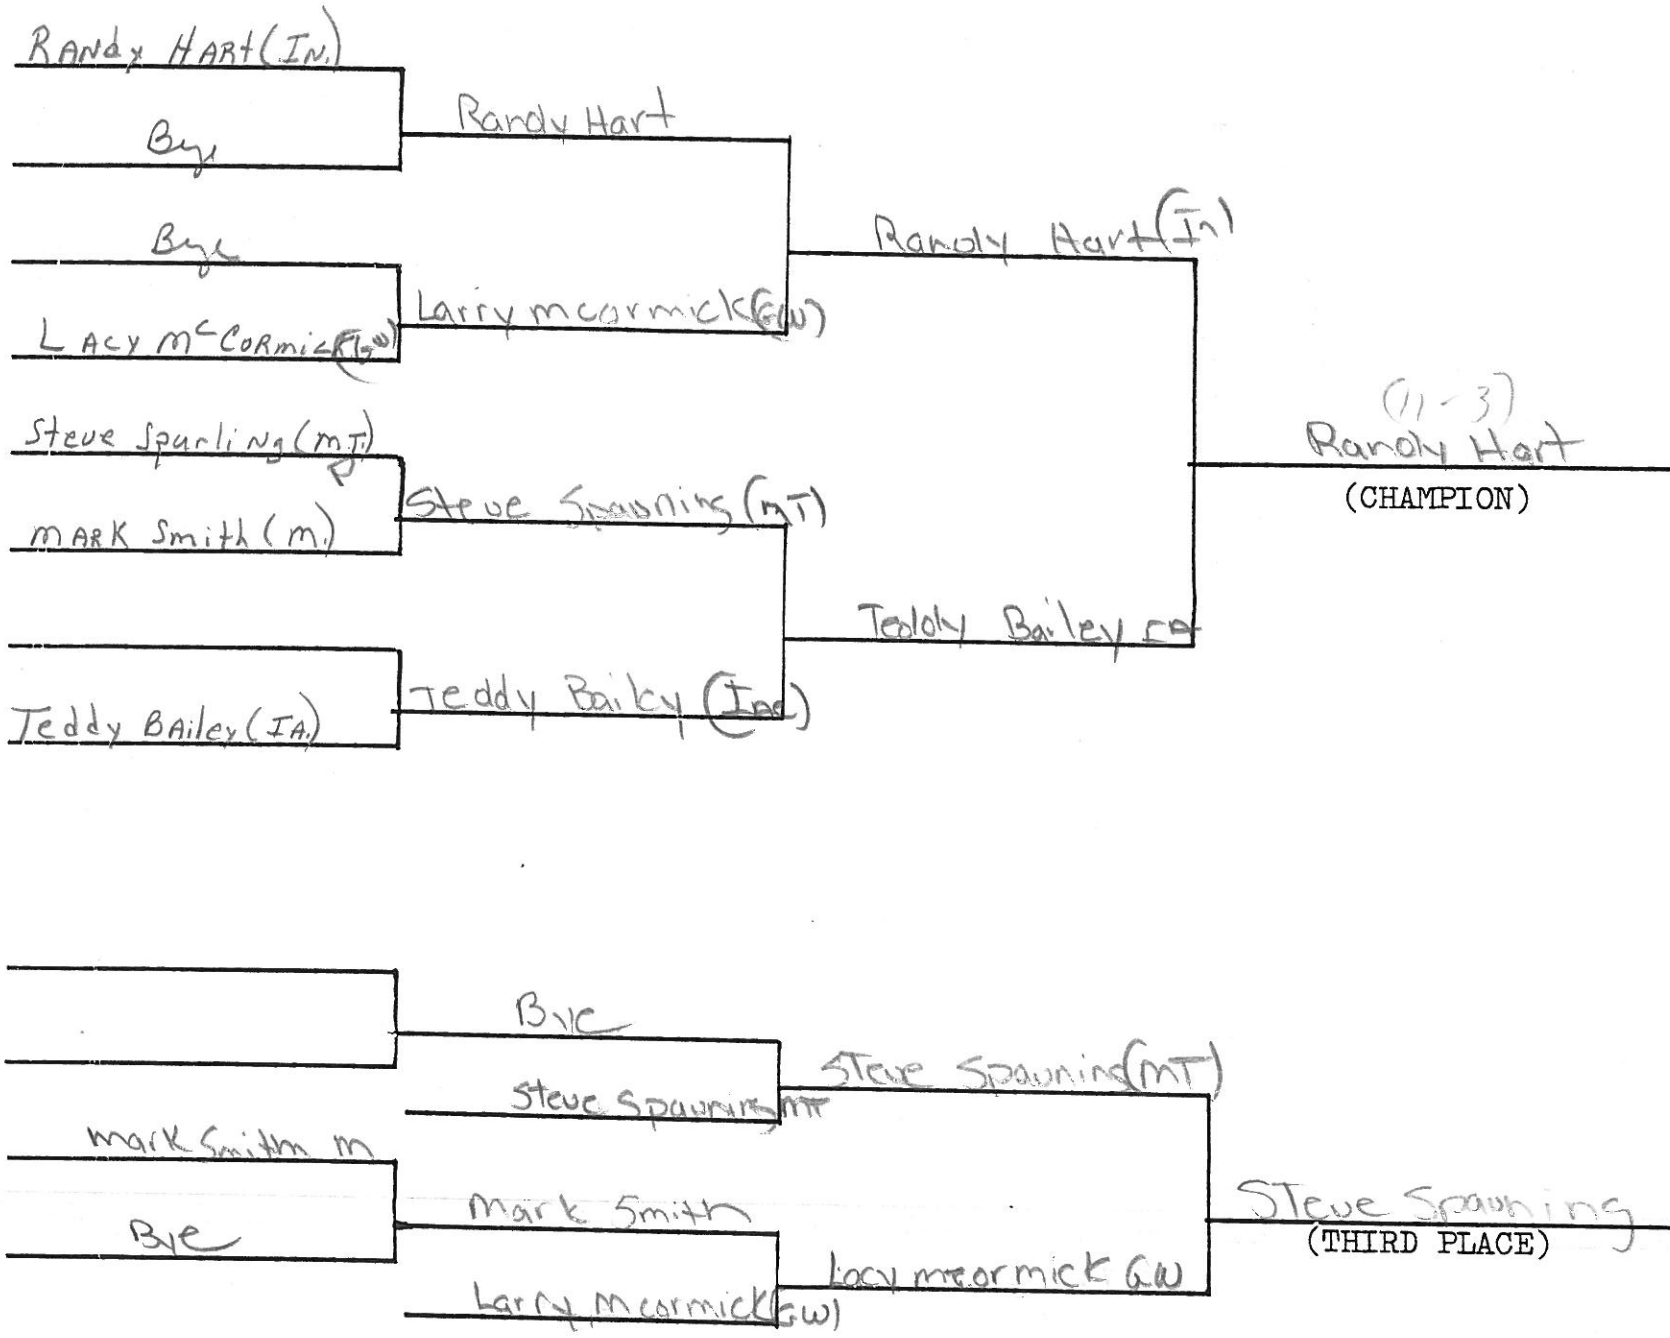 RANdy HARt (IN.)
Bye
Randy Hart
Bye
Randy Hart (In)
LACY McCORMICK (GW)
Larry mcormick (GW)
(11-3)
Randy Hart
(CHAMPION)
Steve Spurling (MT.)
MARK Smith (M.)
Steve Spawning (MT)
Teddy Bailey IA
Teddy BAiley (IA.)
Teddy Bailey
Bye
Steve Spawning MT
Steve Spawning (MT)
mark Smith m
Bye
Mark Smith
Larry mcormick (GW)
Lacy mcormick GW
STeve Spawning
(THIRD PLACE)